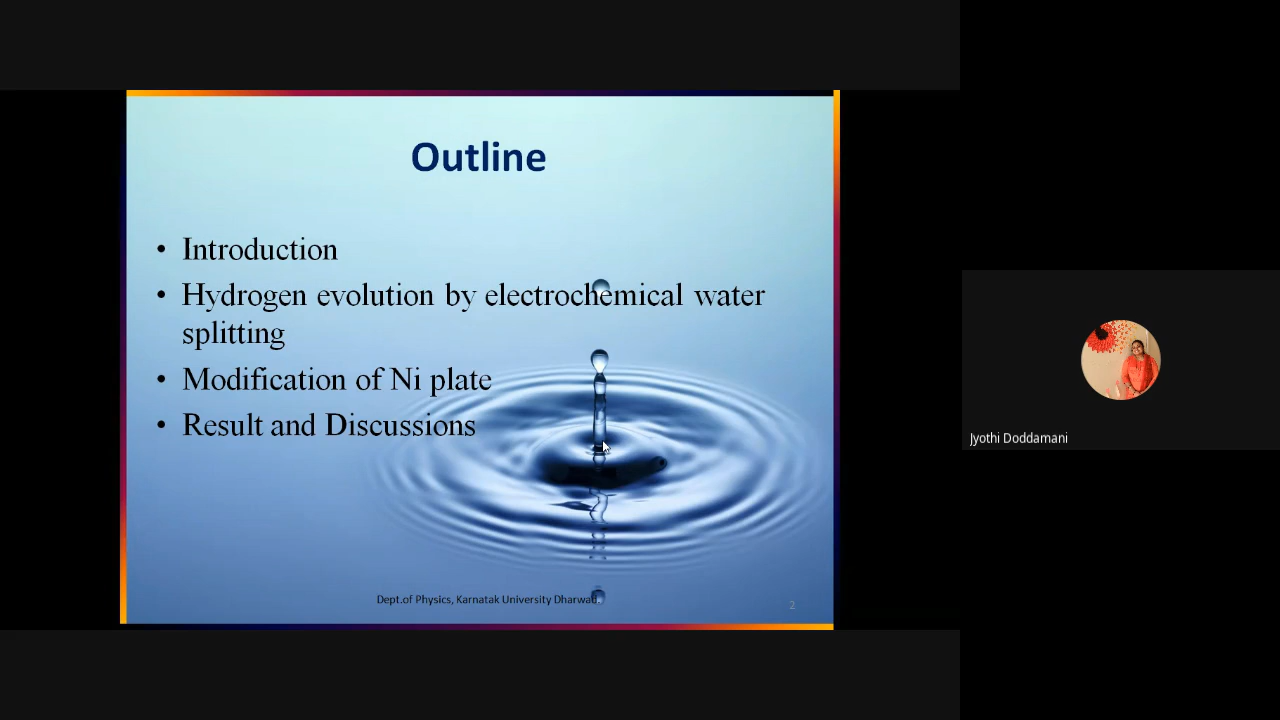 Outline
• Introduction
• Hydrogen evolution by electrochemical water
splitting
• Modification of Ni plate
• Result and Discussions
Dept.of Physics, Karnatak University Dharwad.
2
Jyothi Doddamani